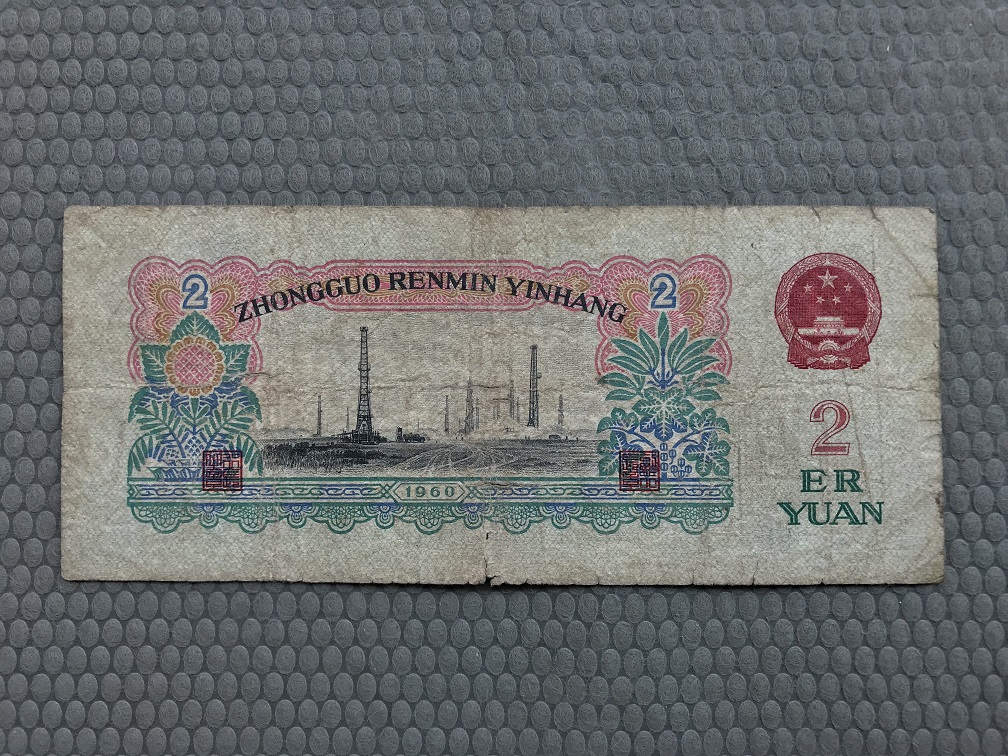 2
ZHONGGUO RENMIN YINHANG
2
1960
2
ER
YUAN